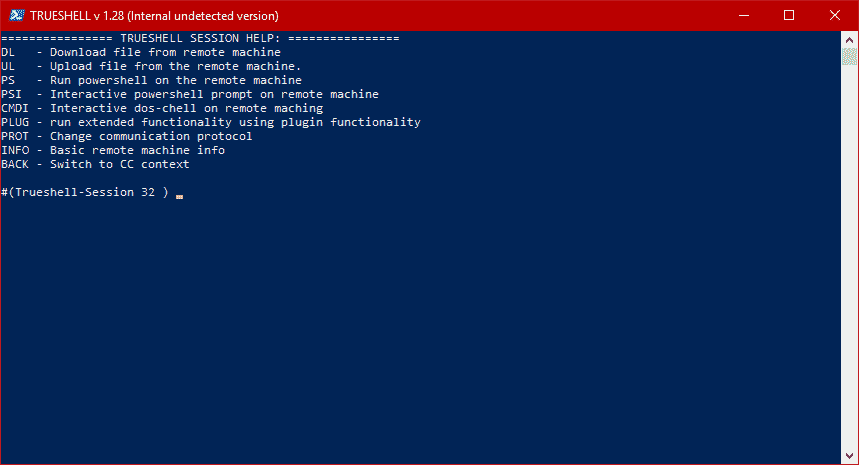 TRUESHELL v 1.28 (Internal undetected version)
================ TRUESHELL SESSION HELP: ================
DL   - Download file from remote machine
UL   - Upload file from the remote machine.
PS   - Run powershell on the remote machine
PSI  - Interactive powershell prompt on remote machine
CMDI - Interactive dos-chell on remote maching
PLUG - run extended functionality using plugin functionality
PROT - Change communication protocol
INFO - Basic remote machine info
BACK - Switch to CC context
#(Trueshell-Session 32 )